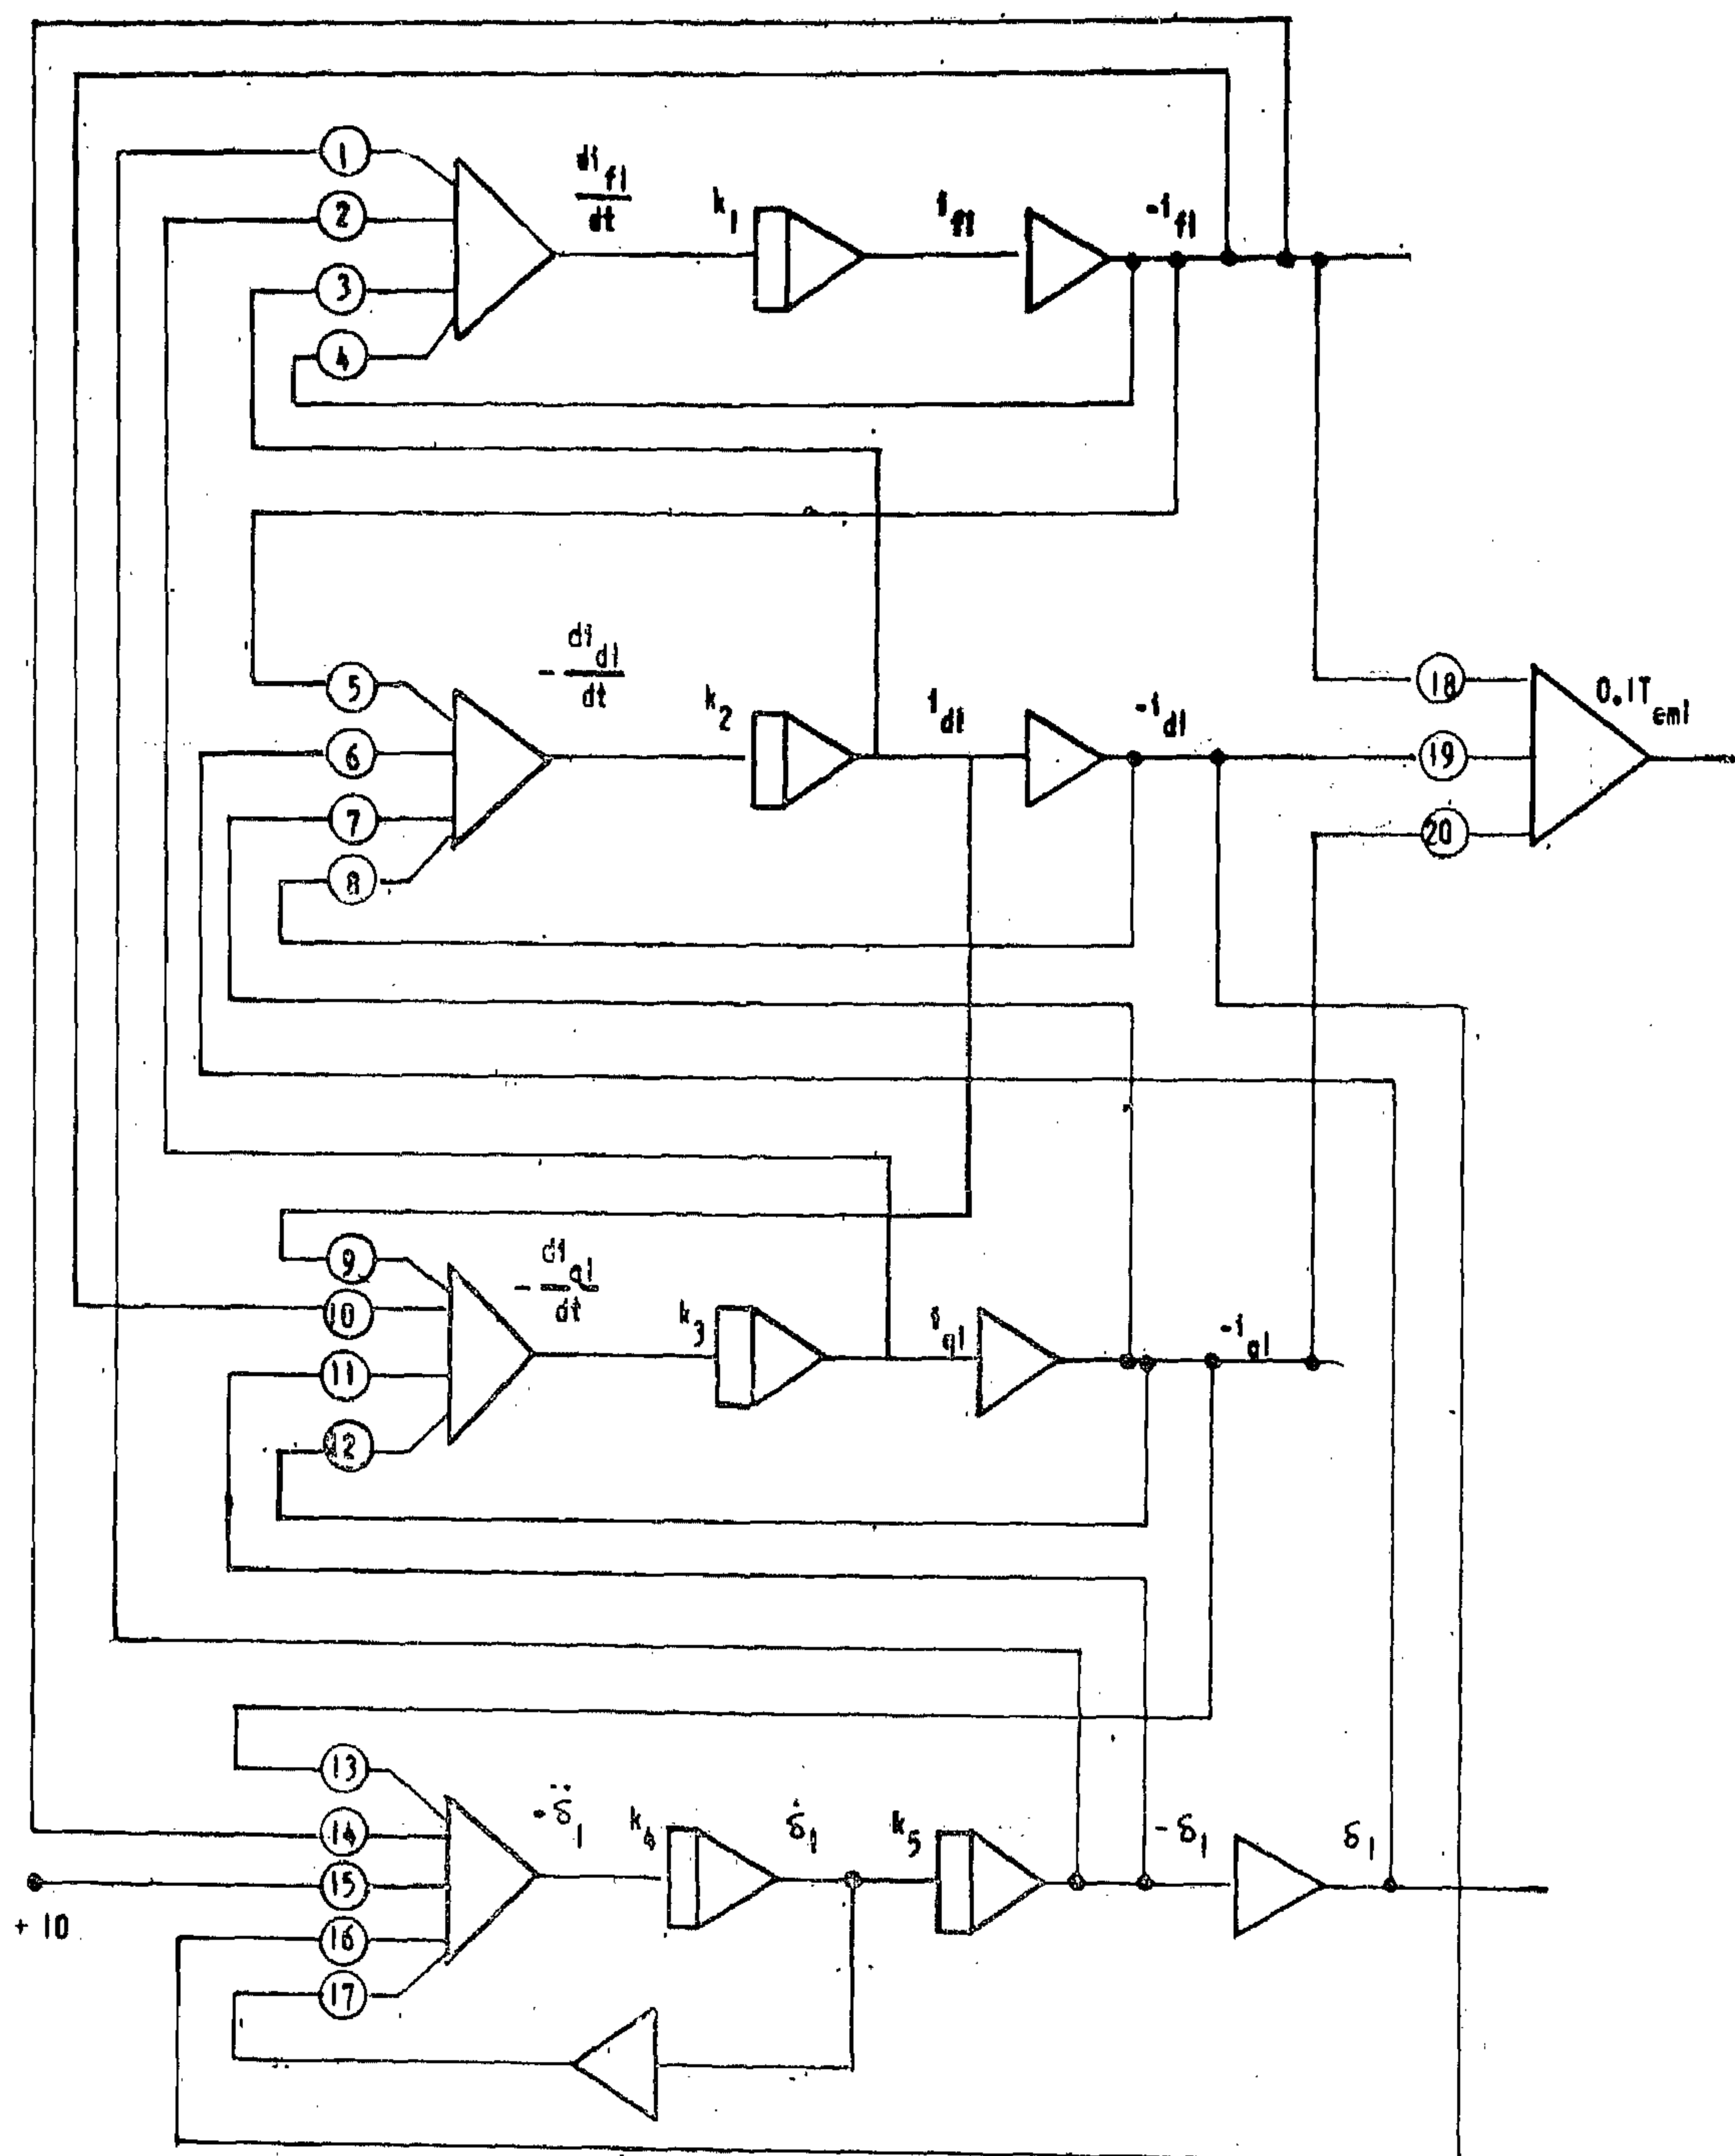 1
di_f1
dt
k_1
i_f1
-i_f1
2
3
4
5
- di_d1
dt
k_2
i_d1
-i_d1
6
7
8
18
0.1T_em1
19
20
9
- di_q1
dt
k_3
i_q1
-i_q1
10
11
12
13
-δ̈_1
k_4
δ̇_1
k_5
-δ_1
δ_1
14
15
+ 10
16
17